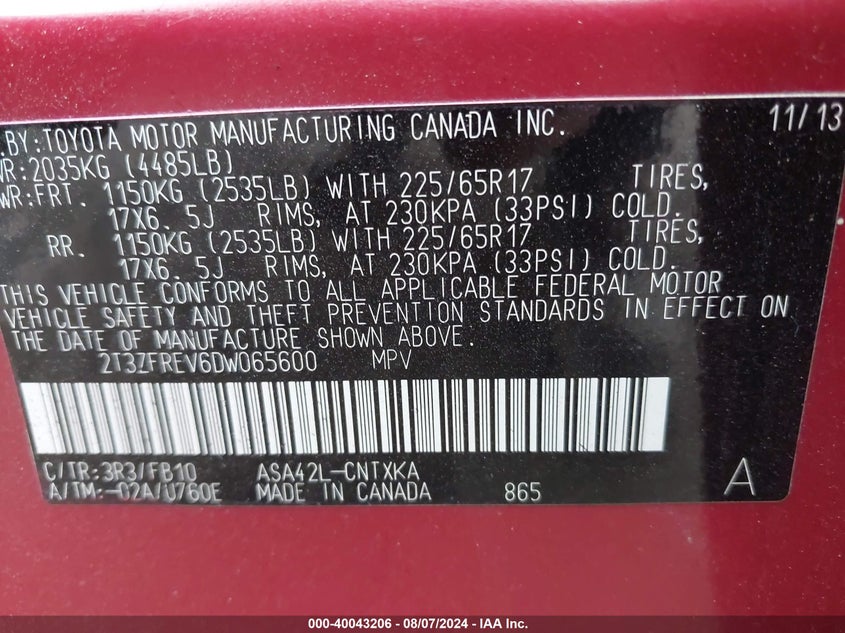 .BY:TOYOTA MOTOR MANUFACTURING CANADA INC. 11/13
WR:2035KG (4485LB)
WR:FRT. 1150KG (2535LB) WITH 225/65R17 TIRES,
17X6. 5J RIMS, AT 230KPA (33PSI) COLD.
RR. 1150KG (2535LB) WITH 225/65R17 TIRES,
17X6. 5J RIMS, AT 230KPA (33PSI) COLD.
THIS VEHICLE CONFORMS TO ALL APPLICABLE FEDERAL MOTOR
VEHICLE SAFETY AND THEFT PREVENTION STANDARDS IN EFFECT ON
THE DATE OF MANUFACTURE SHOWN ABOVE.
2T3ZFREV6DW065600 MPV
C/TR:3R3/FB10 ASA42L-CNTXKA
A/TM:-02A/U760E MADE IN CANADA 865 A
000-40043206 - 08/07/2024 - IAA Inc.